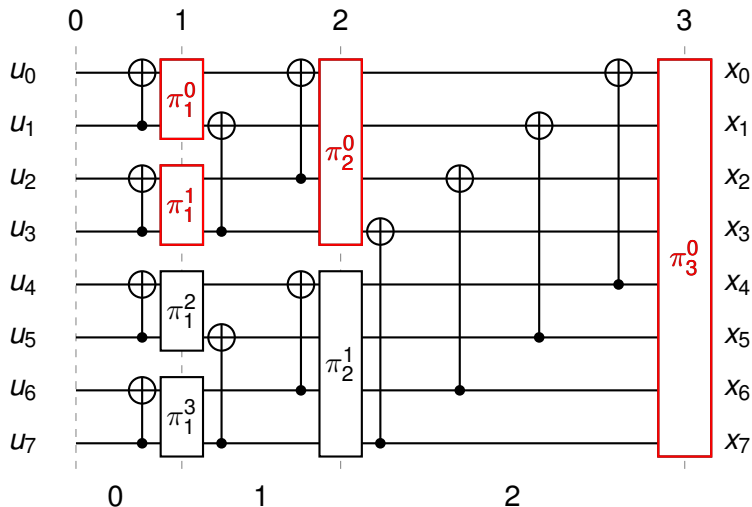 0 1 2 3
u₀ π₁⁰ x₀
u₁ x₁
π₂⁰
u₂ π₁¹ x₂
u₃ x₃
π₃⁰
u₄ π₁² x₄
u₅ x₅
π₂¹
u₆ π₁³ x₆
u₇ x₇
0 1 2